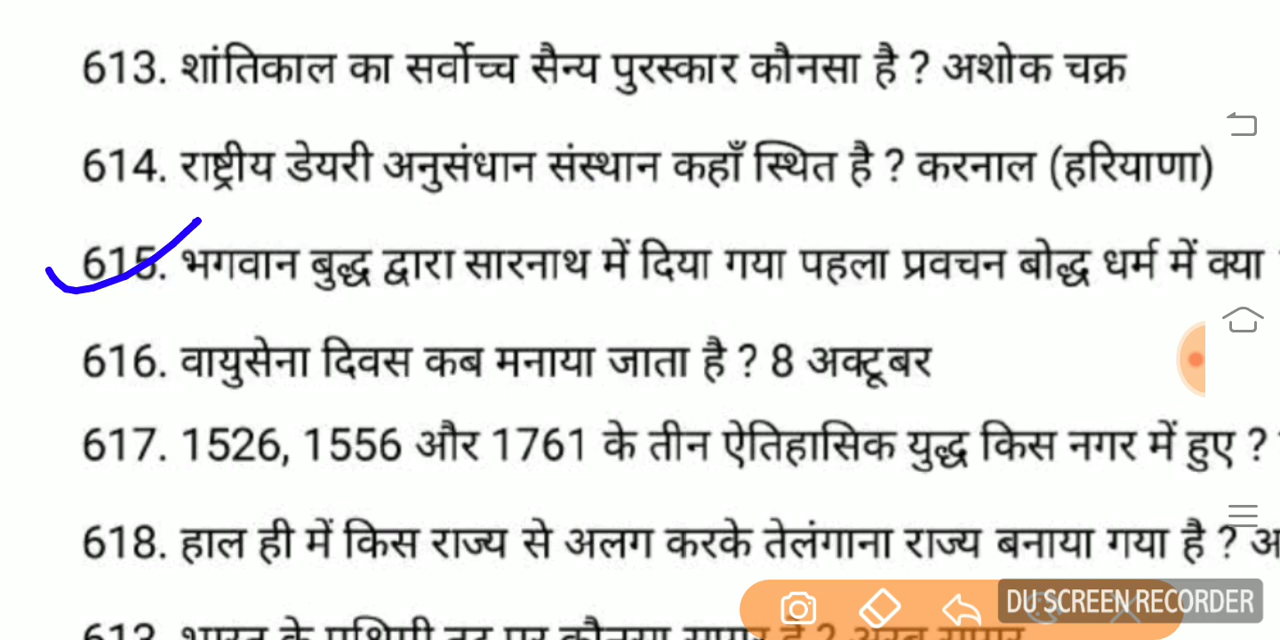 613. शांतिकाल का सर्वोच्च सैन्य पुरस्कार कौनसा है ? अशोक चक्र
614. राष्ट्रीय डेयरी अनुसंधान संस्थान कहाँ स्थित है ? करनाल (हरियाणा)
615. भगवान बुद्ध द्वारा सारनाथ में दिया गया पहला प्रवचन बोद्ध धर्म में क्या
616. वायुसेना दिवस कब मनाया जाता है ? 8 अक्टूबर
617. 1526, 1556 और 1761 के तीन ऐतिहासिक युद्ध किस नगर में हुए ?
618. हाल ही में किस राज्य से अलग करके तेलंगाना राज्य बनाया गया है ?
DU SCREEN RECORDER